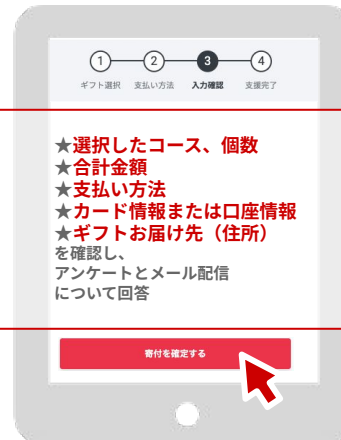 1 2 3 4
ギフト選択 支払い方法 入力確認 支援完了
★選択したコース、個数
★合計金額
★支払い方法
★カード情報または口座情報
★ギフトお届け先（住所）
を確認し、
アンケートとメール配信
について回答
寄付を確定する